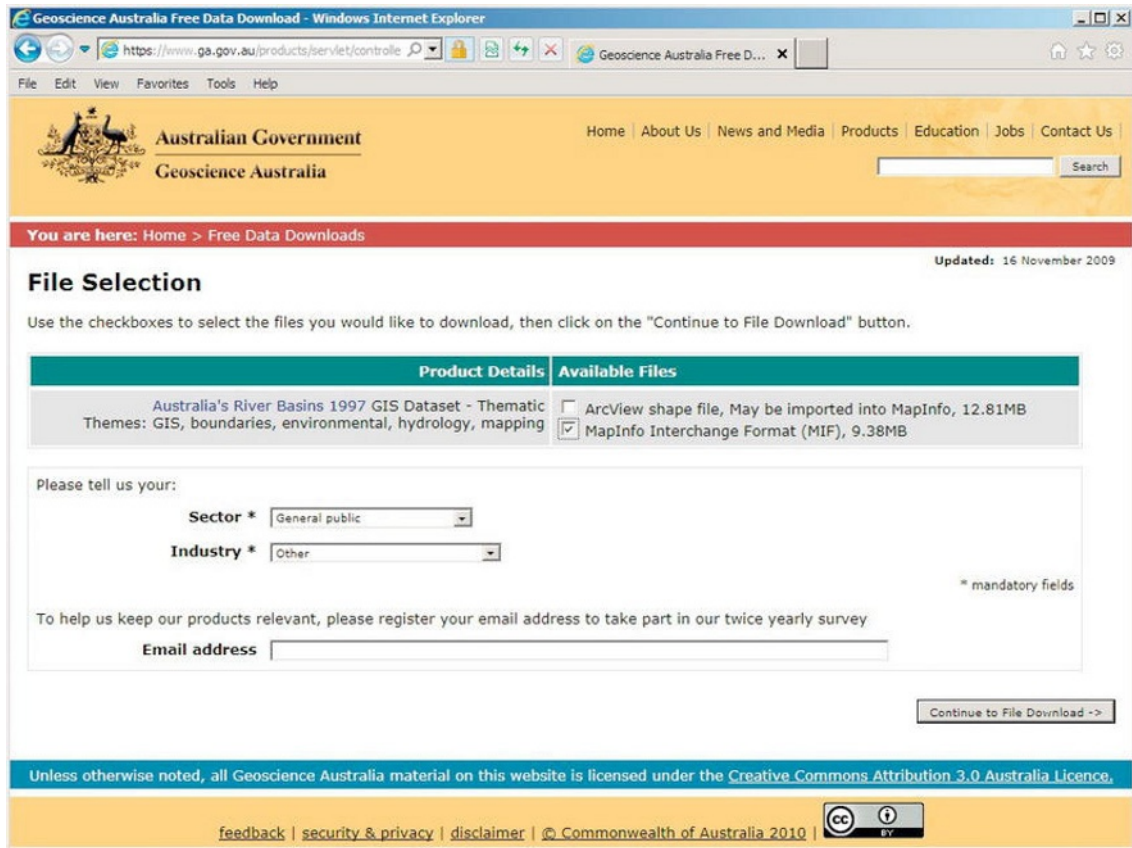 Geoscience Australia Free Data Download - Windows Internet Explorer
https://www.ga.gov.au/products/servlet/controlle
Geoscience Australia Free D...
File Edit View Favorites Tools Help
Australian Government
Geoscience Australia
Home | About Us | News and Media | Products | Education | Jobs | Contact Us |
Search
You are here: Home > Free Data Downloads
Updated: 16 November 2009
File Selection
Use the checkboxes to select the files you would like to download, then click on the "Continue to File Download" button.
Product Details Available Files
Australia's River Basins 1997 GIS Dataset - Thematic
Themes: GIS, boundaries, environmental, hydrology, mapping
ArcView shape file, May be imported into MapInfo, 12.81MB
MapInfo Interchange Format (MIF), 9.38MB
Please tell us your:
Sector * General public
Industry * Other
* mandatory fields
To help us keep our products relevant, please register your email address to take part in our twice yearly survey
Email address
Continue to File Download ->
Unless otherwise noted, all Geoscience Australia material on this website is licensed under the Creative Commons Attribution 3.0 Australia Licence.
feedback | security & privacy | disclaimer | © Commonwealth of Australia 2010 |
cc BY